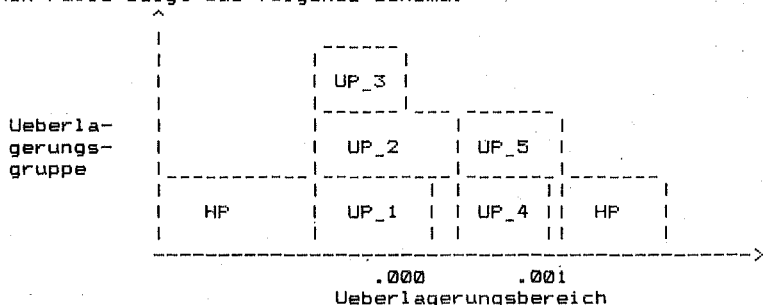 UP_3
Ueberla-
gerungs-
gruppe
UP_2 UP_5
HP UP_1 UP_4 HP
.000 .001
Ueberlagerungsbereich